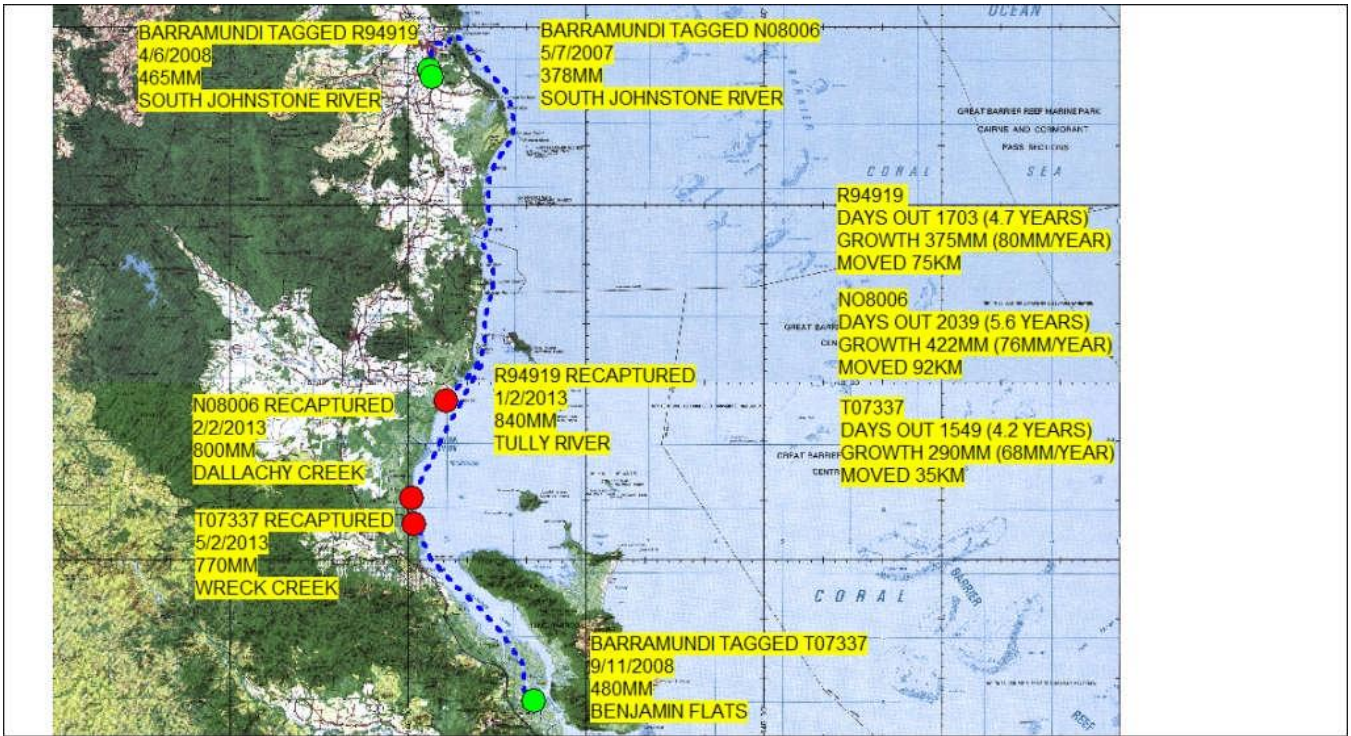 OCEAN
BARRAMUNDI TAGGED R94919
4/6/2008
465MM
SOUTH JOHNSTONE RIVER
BARRAMUNDI TAGGED N08006
5/7/2007
378MM
SOUTH JOHNSTONE RIVER
GREAT BARRIER REEF MARINE PARK
CAIRNS AND CORMORANT
PASS SECTIONS
CORAL SEA
R94919
DAYS OUT 1703 (4.7 YEARS)
GROWTH 375MM (80MM/YEAR)
MOVED 75KM
NO8006
DAYS OUT 2039 (5.6 YEARS)
GROWTH 422MM (76MM/YEAR)
MOVED 92KM
T07337
DAYS OUT 1549 (4.2 YEARS)
GROWTH 290MM (68MM/YEAR)
MOVED 35KM
R94919 RECAPTURED
1/2/2013
840MM
TULLY RIVER
N08006 RECAPTURED
2/2/2013
800MM
DALLACHY CREEK
T07337 RECAPTURED
5/2/2013
770MM
WRECK CREEK
CORAL
BARRIER
REEF
BARRAMUNDI TAGGED T07337
9/11/2008
480MM
BENJAMIN FLATS